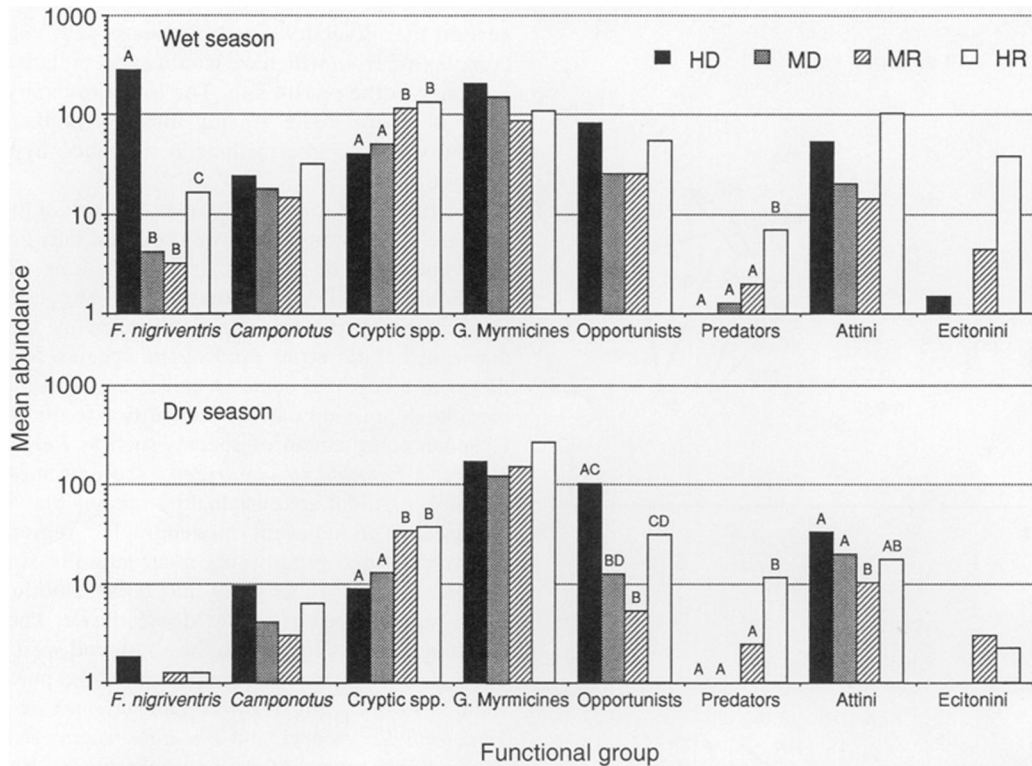 1000
Wet season
HD MD MR HR
A
A A B B
100
C
10
B B
A A A B
1
F. nigriventris Camponotus Cryptic spp. G. Myrmicines Opportunists Predators Attini Ecitonini
Mean abundance
1000
Dry season
100
AC BD B CD
A A B B
10
A A A B
A A B AB
1
F. nigriventris Camponotus Cryptic spp. G. Myrmicines Opportunists Predators Attini Ecitonini
Functional group